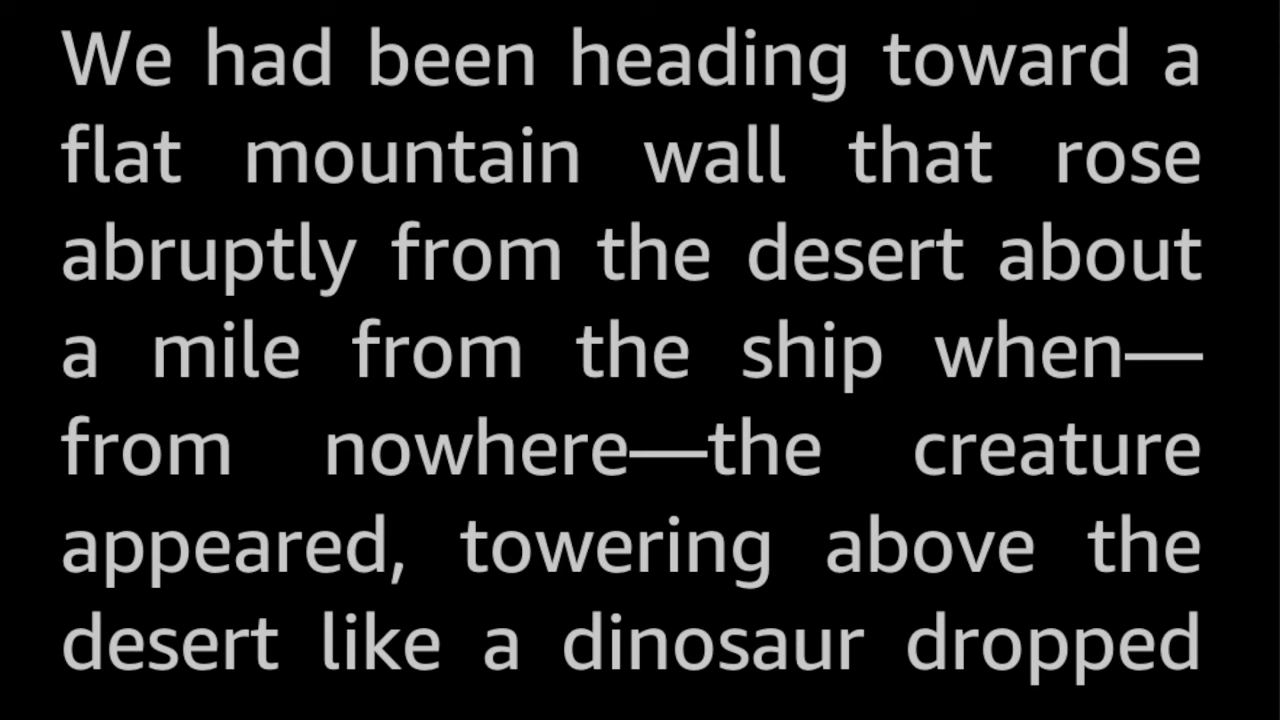 We had been heading toward a
flat mountain wall that rose
abruptly from the desert about
a mile from the ship when—
from nowhere—the creature
appeared, towering above the
desert like a dinosaur dropped